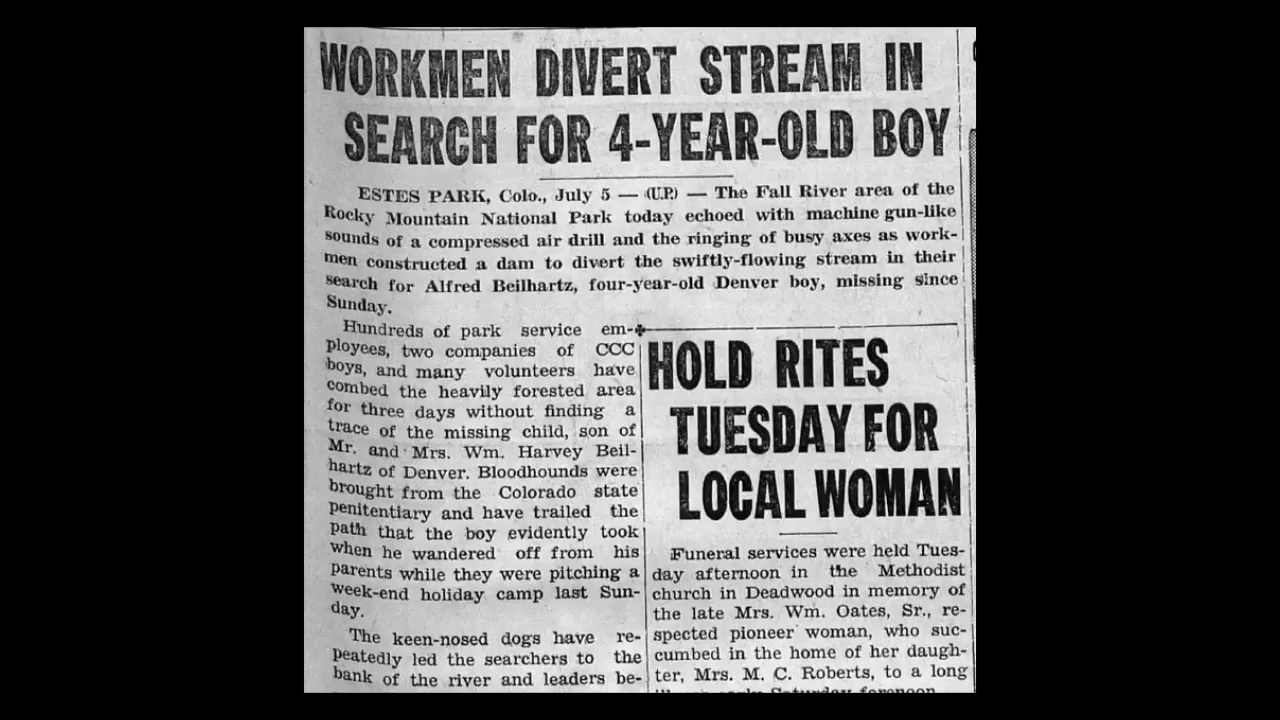 WORKMEN DIVERT STREAM IN
SEARCH FOR 4-YEAR-OLD BOY
ESTES PARK, Colo., July 5 — (U.P.) — The Fall River area of the
Rocky Mountain National Park today echoed with machine gun-like
sounds of a compressed air drill and the ringing of busy axes as work-
men constructed a dam to divert the swiftly-flowing stream in their
search for Alfred Beilhartz, four-year-old Denver boy, missing since
Sunday.
Hundreds of park service em-
ployees, two companies of CCC
boys, and many volunteers have
combed the heavily forested area
for three days without finding a
trace of the missing child, son of
Mr. and Mrs. Wm. Harvey Beil-
hartz of Denver. Bloodhounds were
brought from the Colorado state
penitentiary and have trailed the
path that the boy evidently took
when he wandered off from his
parents while they were pitching a
week-end holiday camp last Sun-
day.
The keen-nosed dogs have re-
peatedly led the searchers to the
bank of the river and leaders be-
HOLD RITES
TUESDAY FOR
LOCAL WOMAN
Funeral services were held Tues-
day afternoon in the Methodist
church in Deadwood in memory of
the late Mrs. Wm. Oates, Sr., re-
spected pioneer woman, who suc-
cumbed in the home of her daugh-
ter, Mrs. M. C. Roberts, to a long
Saturday forenoon